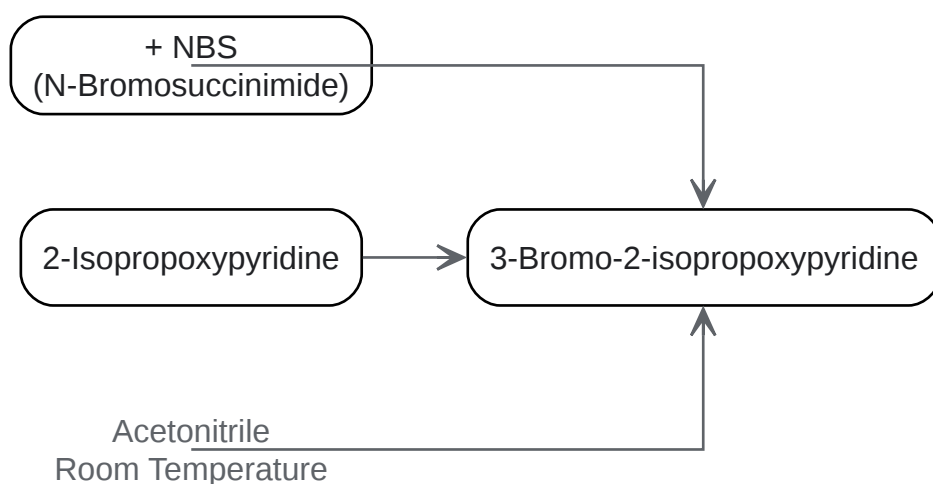 + NBS
(N-Bromosuccinimide)
2-Isopropoxypyridine
3-Bromo-2-isopropoxypyridine
Acetonitrile
Room Temperature